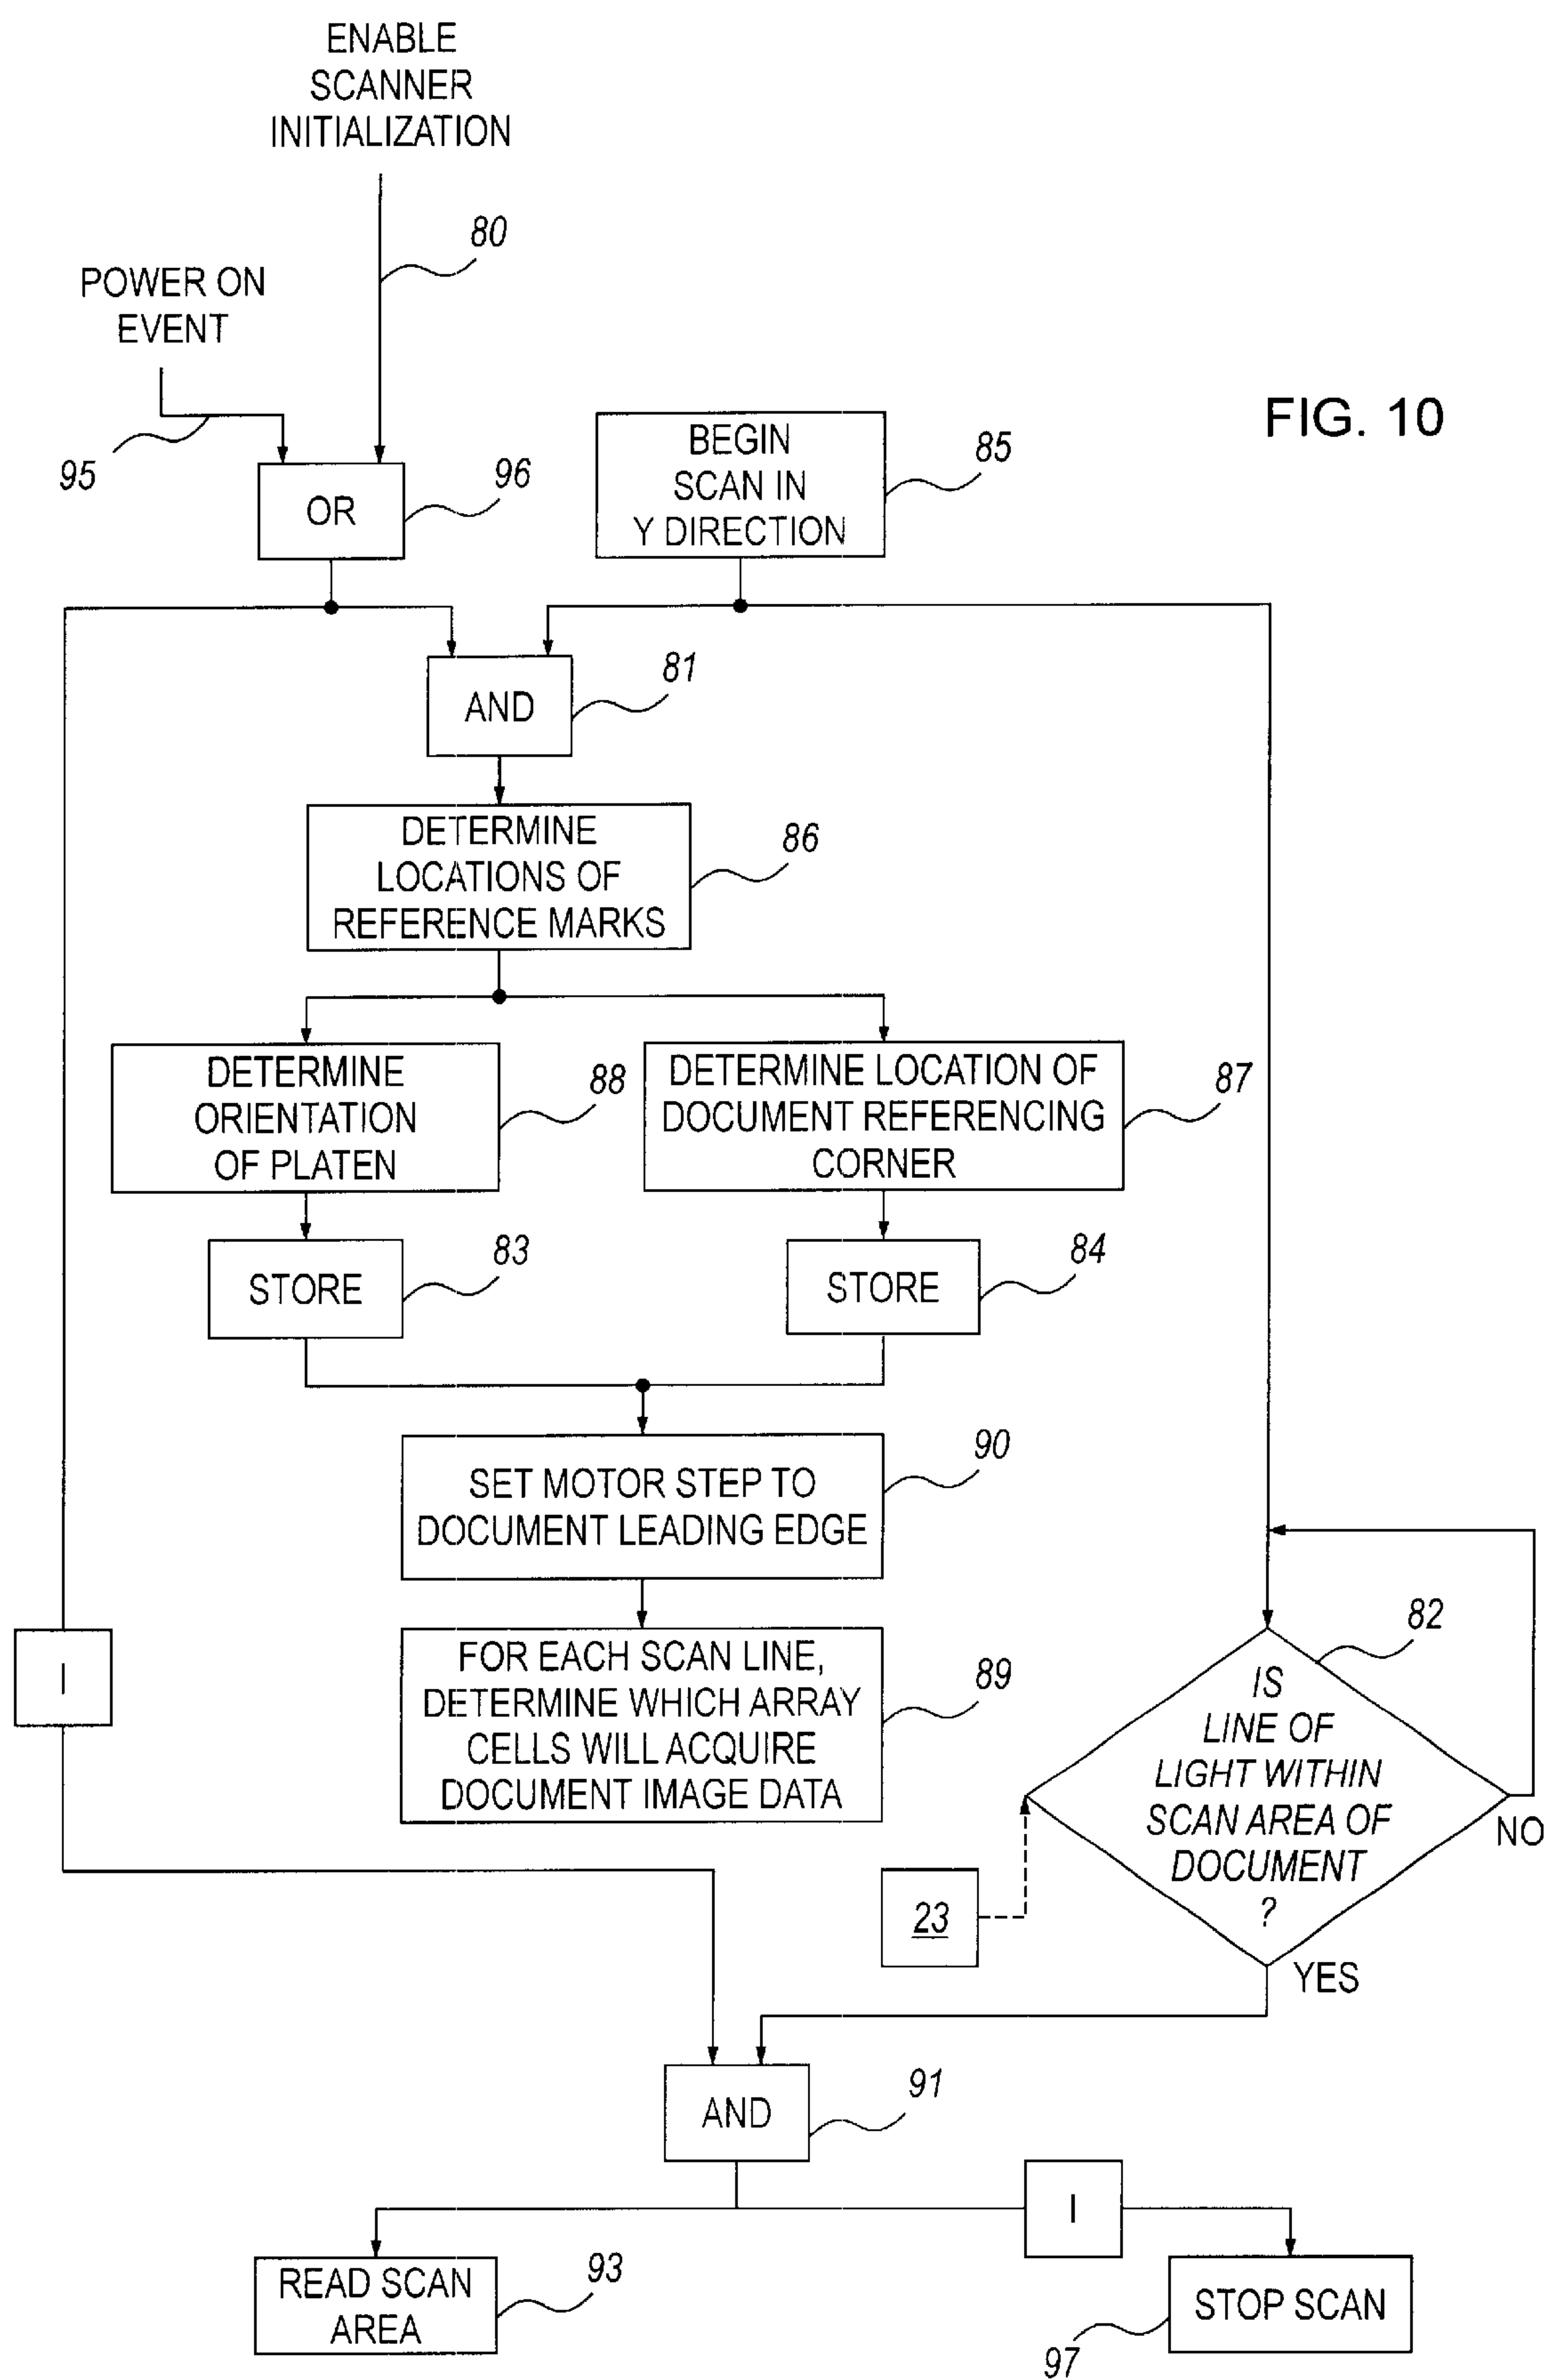 ENABLE
SCANNER
INITIALIZATION
80
POWER ON
EVENT
95
FIG. 10
OR
96
BEGIN
SCAN IN
Y DIRECTION
85
AND
81
DETERMINE
LOCATIONS OF
REFERENCE MARKS
86
DETERMINE
ORIENTATION
OF PLATEN
88
DETERMINE LOCATION OF
DOCUMENT REFERENCING
CORNER
87
STORE
83
STORE
84
SET MOTOR STEP TO
DOCUMENT LEADING EDGE
90
I
FOR EACH SCAN LINE,
DETERMINE WHICH ARRAY
CELLS WILL ACQUIRE
DOCUMENT IMAGE DATA
89
82
IS
LINE OF
LIGHT WITHIN
SCAN AREA OF
DOCUMENT
?
NO
23
YES
AND
91
I
READ SCAN
AREA
93
STOP SCAN
97